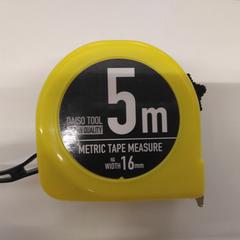 DAISO TOOL
QUALITY
5m
METRIC TAPE MEASURE
WIDTH 16mm